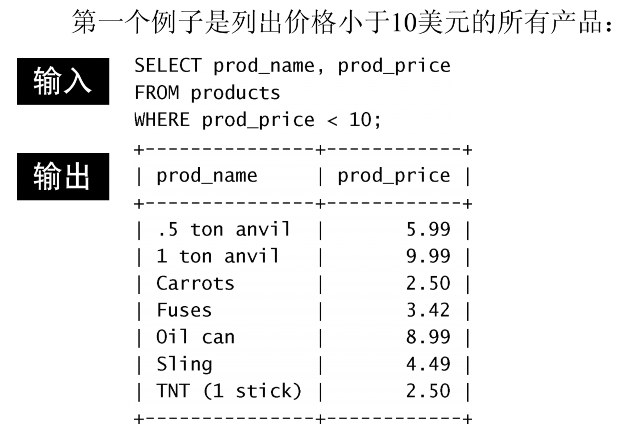 第一个例子是列出价格小于10美元的所有产品：
输入
SELECT prod_name, prod_price
FROM products
WHERE prod_price < 10;
输出
+---------------+------------+
| prod_name     | prod_price |
+---------------+------------+
| .5 ton anvil  |       5.99 |
| 1 ton anvil   |       9.99 |
| Carrots       |       2.50 |
| Fuses         |       3.42 |
| Oil can       |       8.99 |
| Sling         |       4.49 |
| TNT (1 stick) |       2.50 |
+---------------+------------+